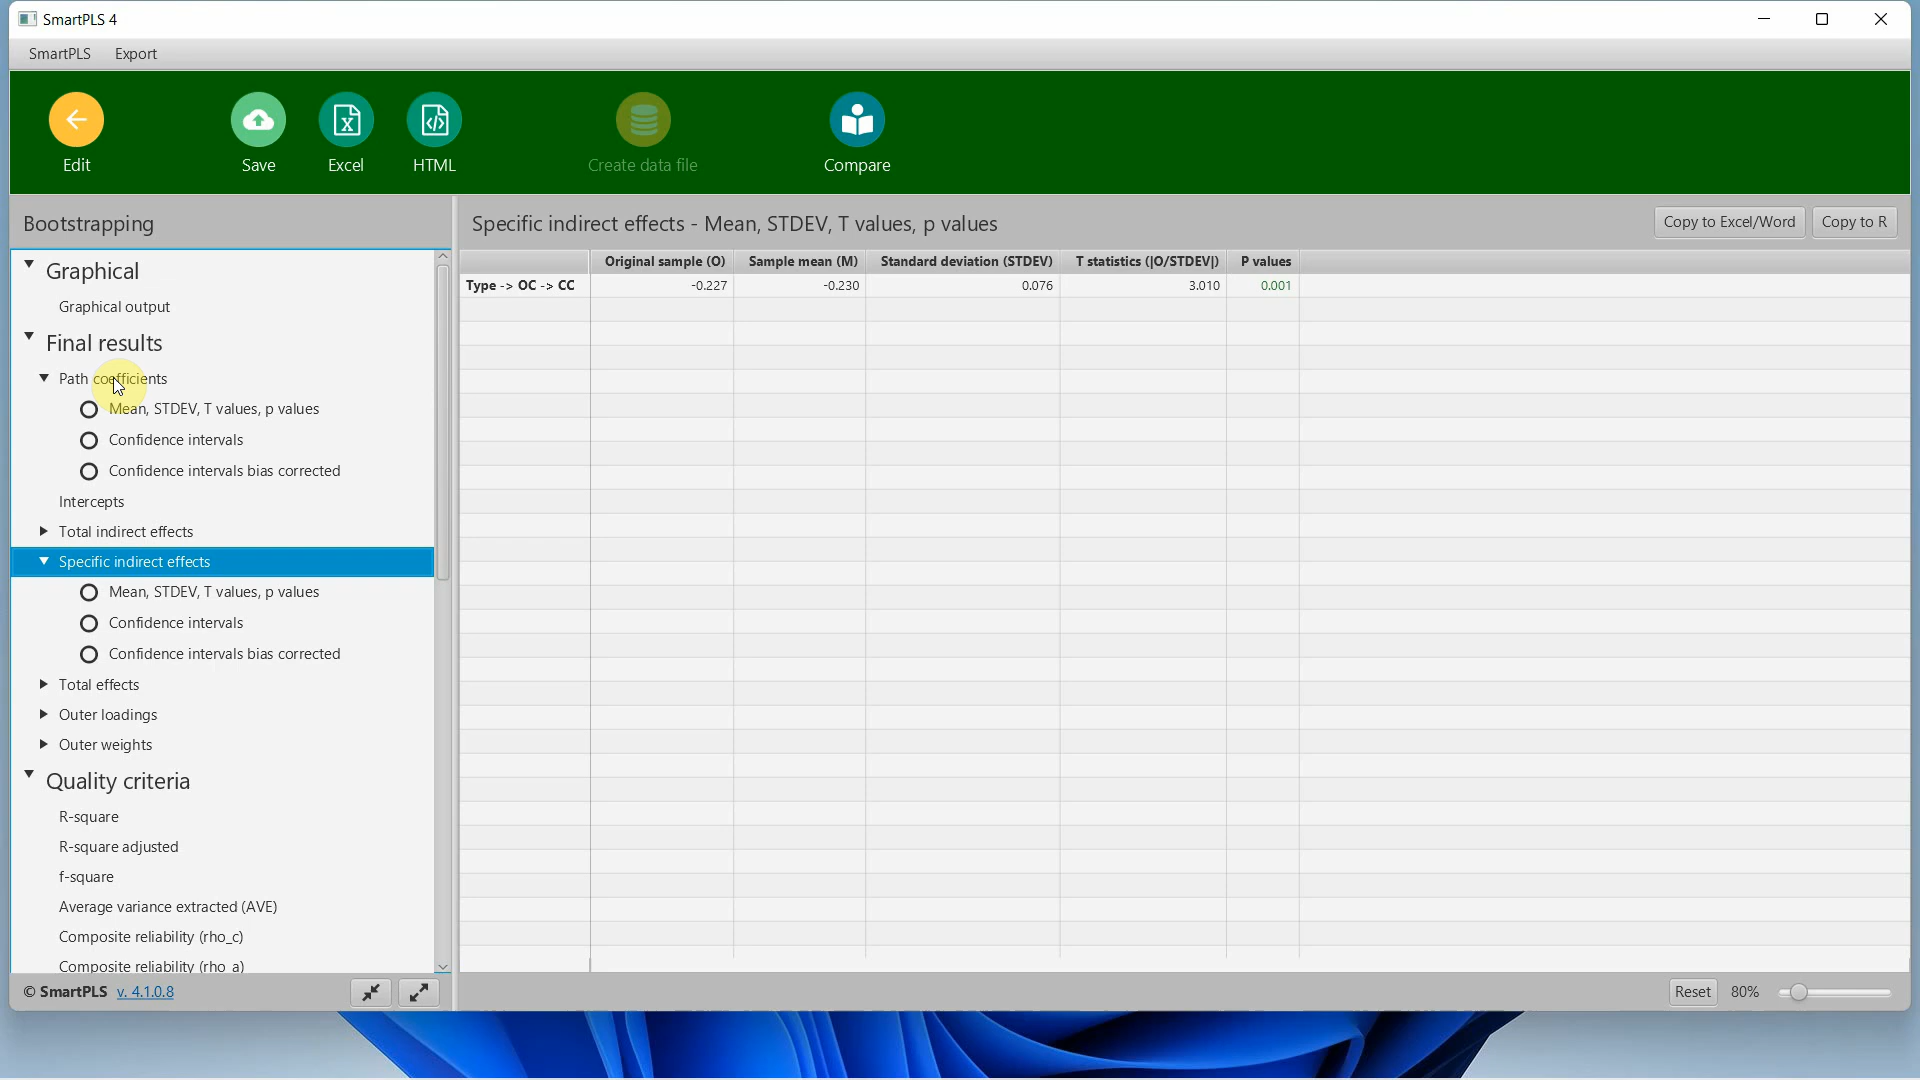 SmartPLS 4
SmartPLS Export
Edit Save Excel HTML Create data file Compare
Bootstrapping
Graphical
Graphical output
Final results
Path coefficients
Mean, STDEV, T values, p values
Confidence intervals
Confidence intervals bias corrected
Intercepts
Total indirect effects
Specific indirect effects
Mean, STDEV, T values, p values
Confidence intervals
Confidence intervals bias corrected
Total effects
Outer loadings
Outer weights
Quality criteria
R-square
R-square adjusted
f-square
Average variance extracted (AVE)
Composite reliability (rho_c)
Composite reliability (rho_a)
© SmartPLS v. 4.1.0.8
Specific indirect effects - Mean, STDEV, T values, p values Copy to Excel/Word Copy to R
Original sample (O) Sample mean (M) Standard deviation (STDEV) T statistics (|O/STDEV|) P values
Type -> OC -> CC -0.227 -0.230 0.076 3.010 0.001
Reset 80%